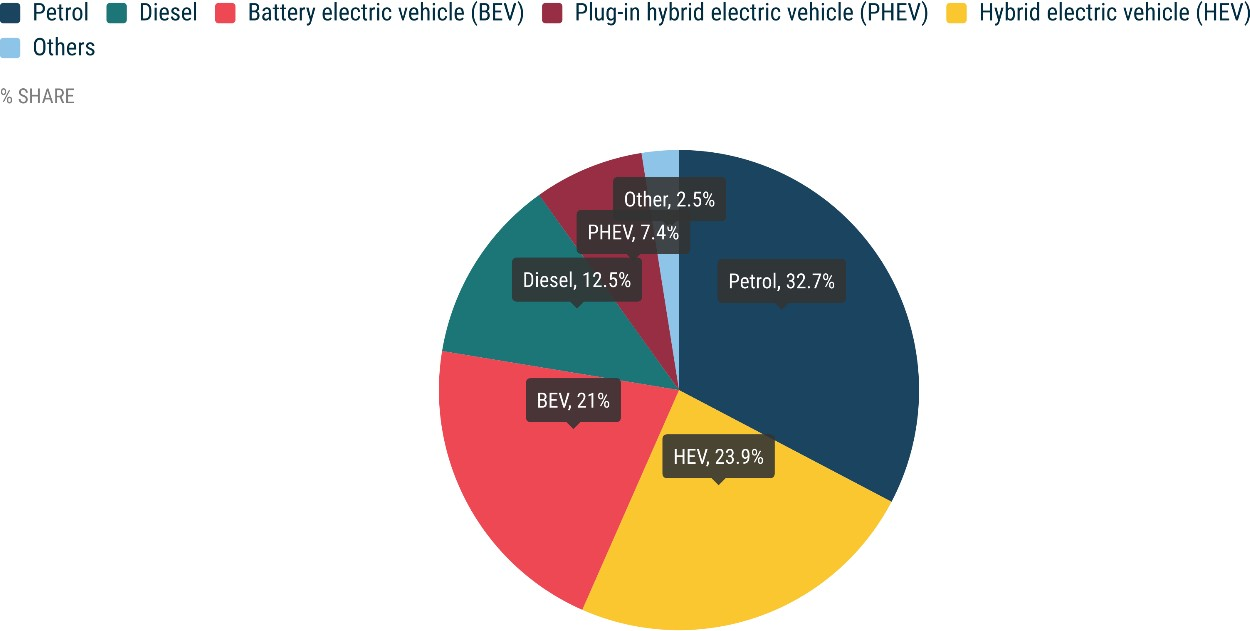 Petrol Diesel Battery electric vehicle (BEV) Plug-in hybrid electric vehicle (PHEV) Hybrid electric vehicle (HEV)
Others
% SHARE
Other, 2.5%
PHEV, 7.4%
Diesel, 12.5%
Petrol, 32.7%
BEV, 21%
HEV, 23.9%